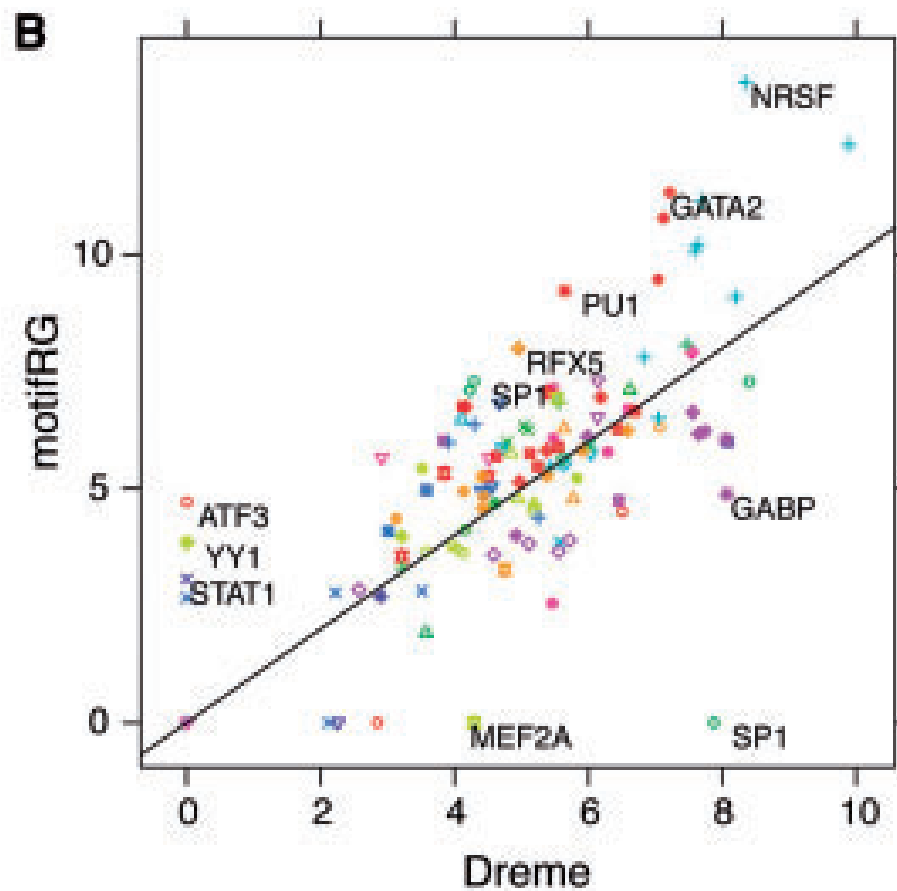 B
NRSF
GATA2
10
PU1
RFX5
SP1
motifRG
5
ATF3
GABP
YY1
STAT1
0
MEF2A
SP1
0 2 4 6 8 10
Dreme